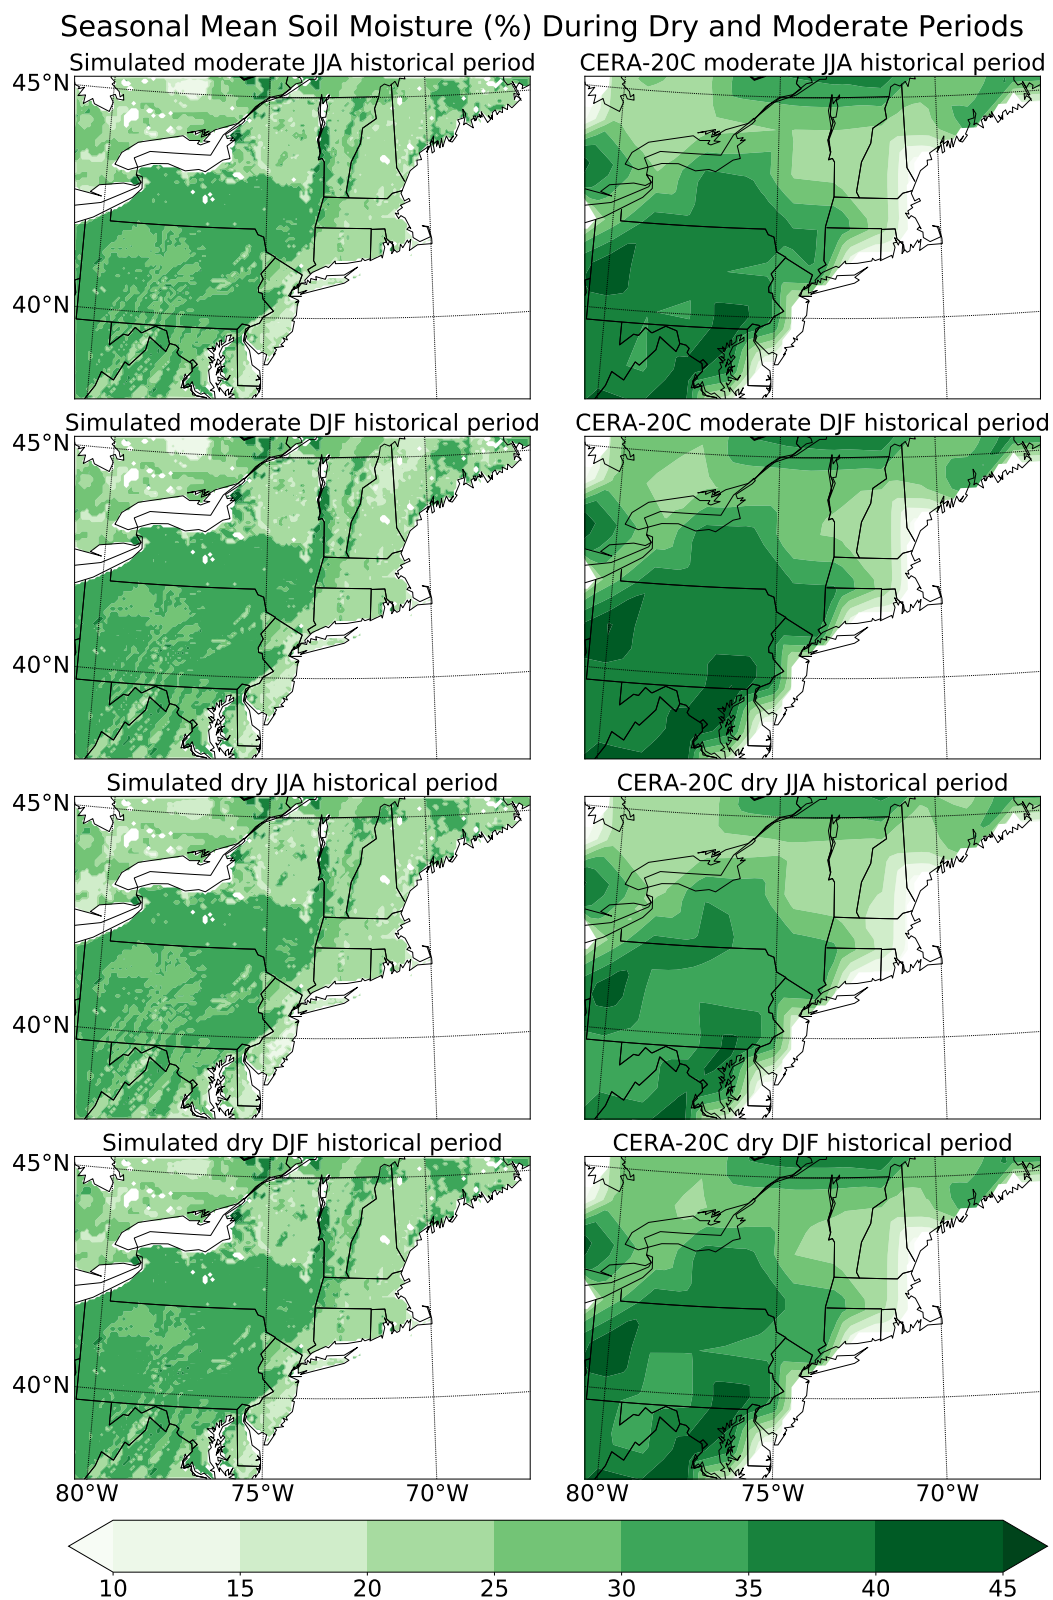 Seasonal Mean Soil Moisture (%) During Dry and Moderate Periods
Simulated moderate JJA historical period
CERA-20C moderate JJA historical period
45°N
40°N
Simulated moderate DJF historical period
CERA-20C moderate DJF historical period
45°N
40°N
Simulated dry JJA historical period
CERA-20C dry JJA historical period
45°N
40°N
Simulated dry DJF historical period
CERA-20C dry DJF historical period
45°N
40°N
80°W 75°W 70°W 80°W 75°W 70°W
10 15 20 25 30 35 40 45